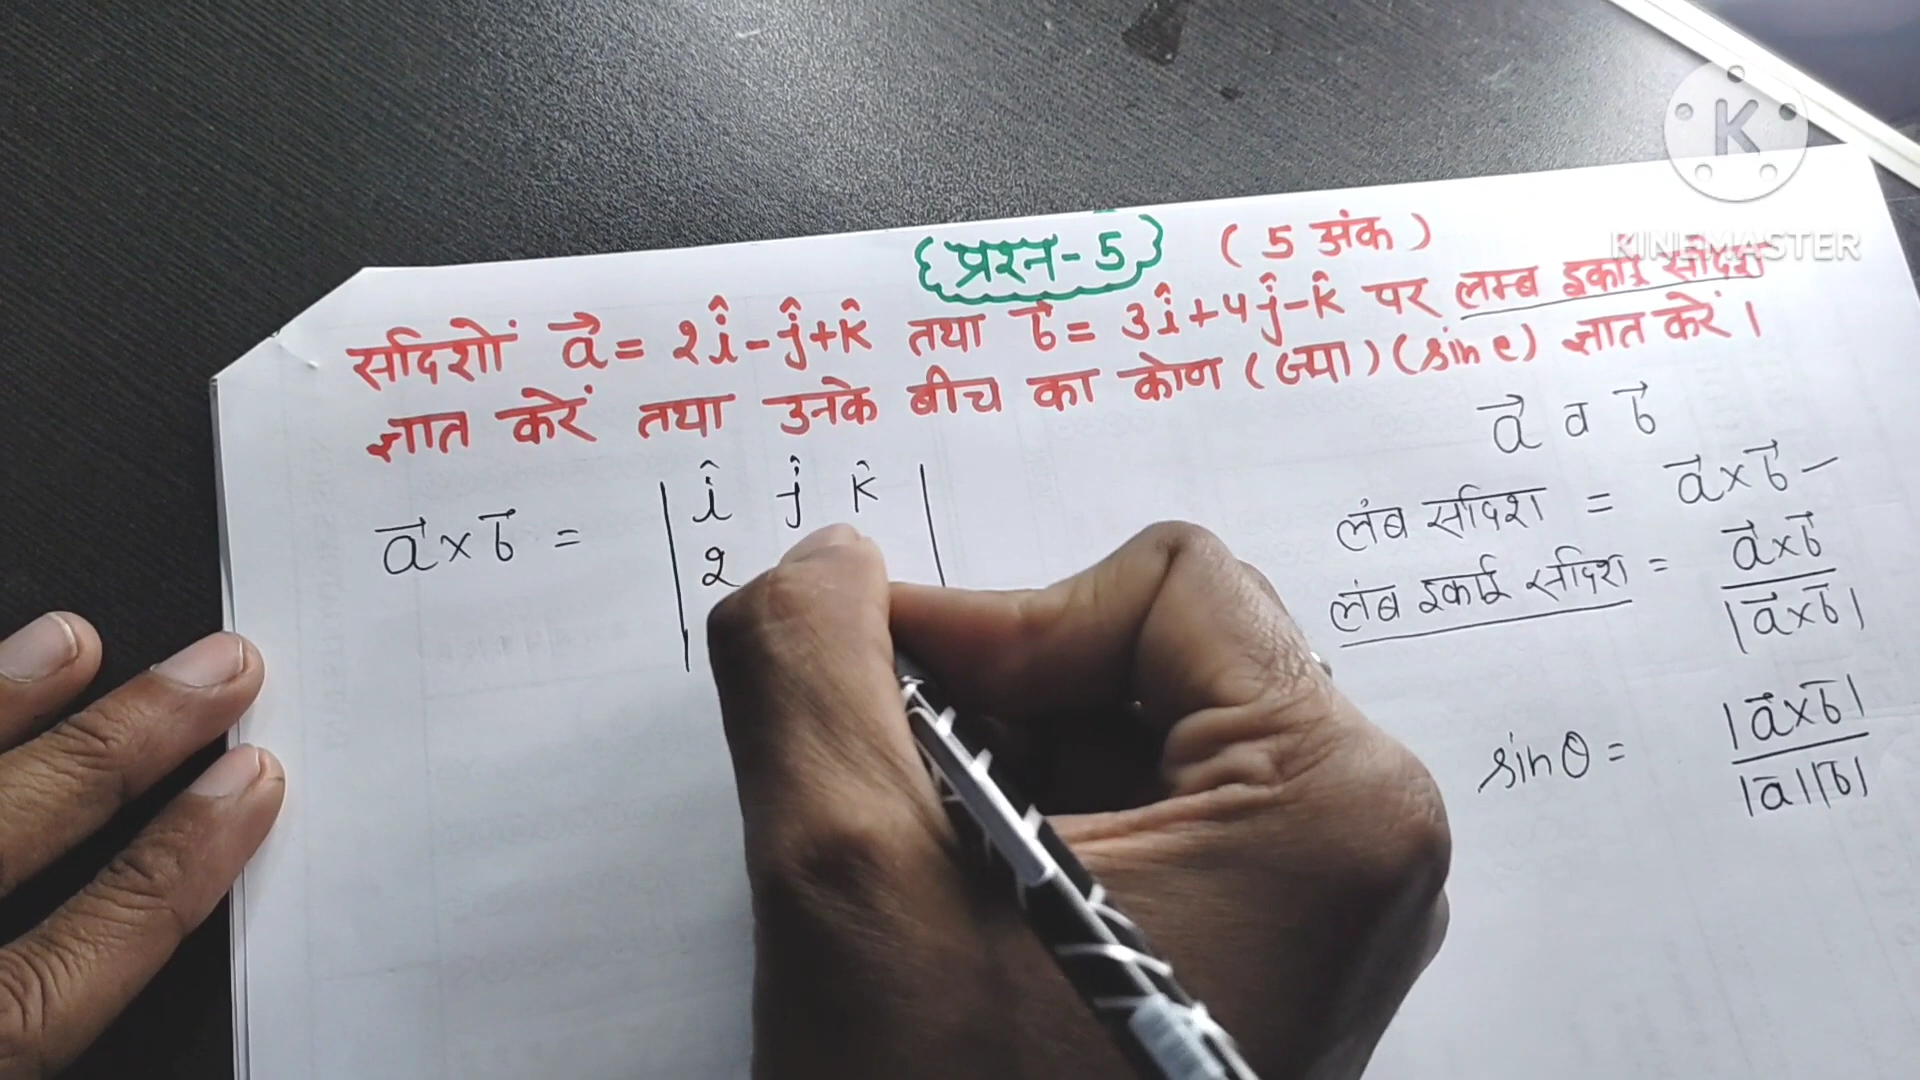 {प्रश्न-5} (5 अंक)
KINEMASTER
सदिशों a⃗ = 2î-ĵ+k̂ तथा b⃗ = 3î+4ĵ-k̂ पर लम्ब इकाई सदिश
ज्ञात करें तथा उनके बीच का कोण (ज्या) (sin e) ज्ञात करें।
a⃗ व b⃗
लंब सदिश = a⃗×b⃗ –
लंब इकाई सदिश = a⃗×b⃗ / |a⃗×b⃗|
sinθ = |a⃗×b⃗| / |a⃗||b⃗|
a⃗×b⃗ = | î ĵ k̂ |
2